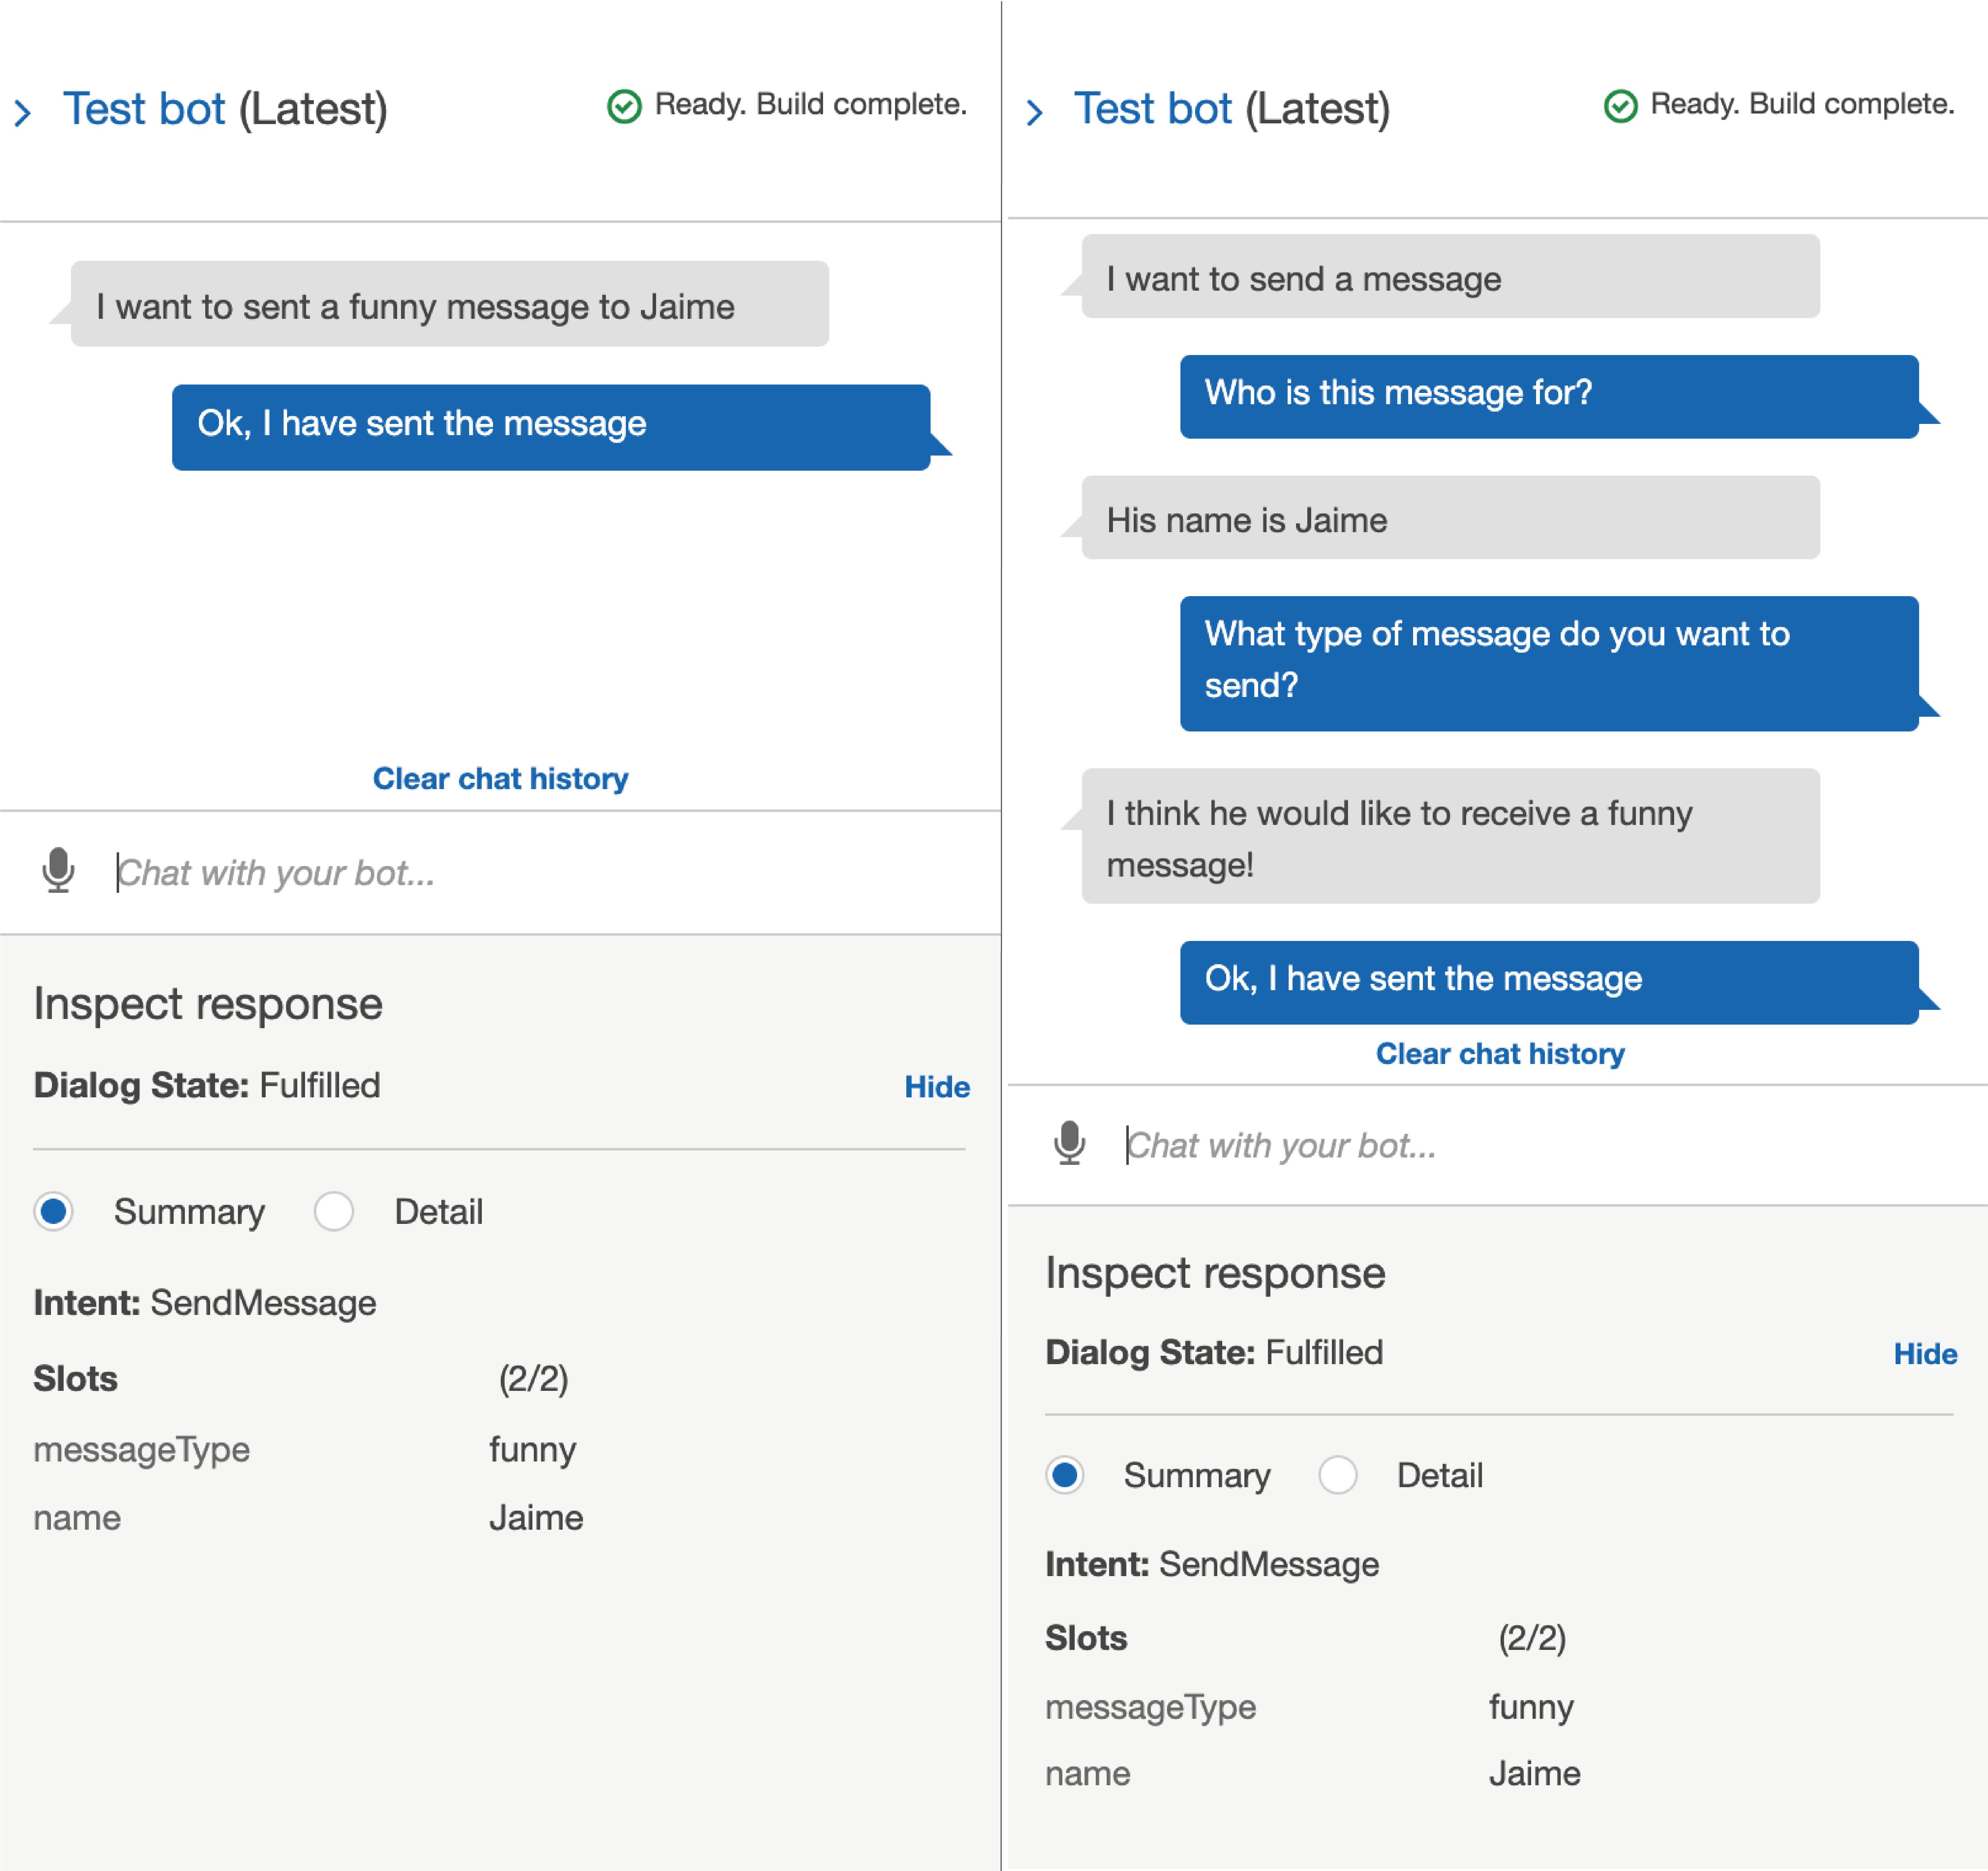 Test bot (Latest)
Ready. Build complete.
I want to sent a funny message to Jaime
Ok, I have sent the message
Clear chat history
Chat with your bot...
Inspect response
Dialog State: Fulfilled
Hide
Summary
Detail
Intent: SendMessage
Slots (2/2)
messageType funny
name Jaime
Test bot (Latest)
Ready. Build complete.
I want to send a message
Who is this message for?
His name is Jaime
What type of message do you want to
send?
I think he would like to receive a funny
message!
Ok, I have sent the message
Clear chat history
Chat with your bot...
Inspect response
Dialog State: Fulfilled
Hide
Summary
Detail
Intent: SendMessage
Slots (2/2)
messageType funny
name Jaime